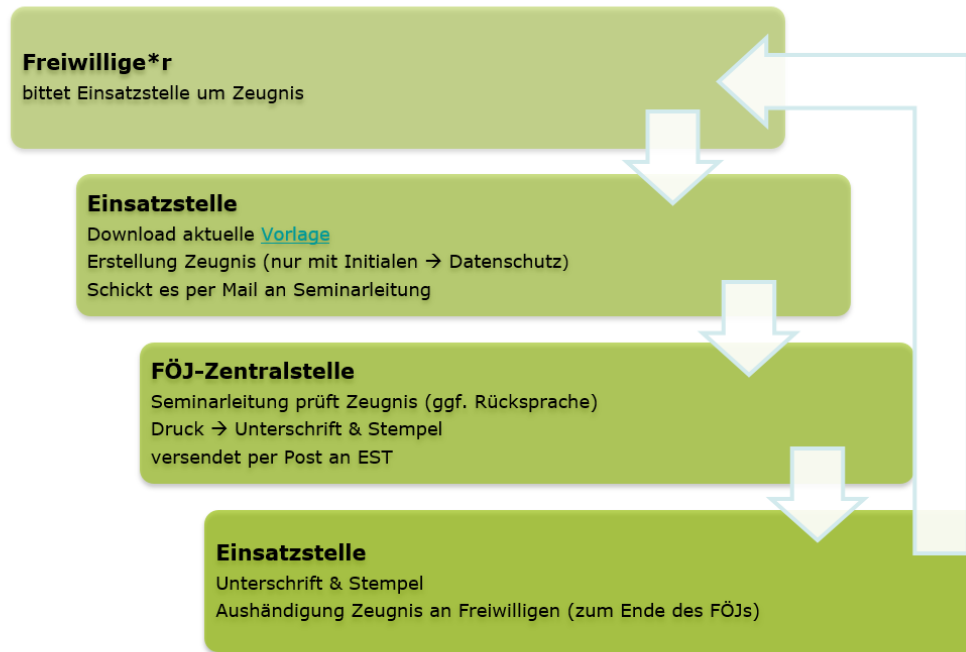 Freiwillige*r
bittet Einsatzstelle um Zeugnis
Einsatzstelle
Download aktuelle Vorlage
Erstellung Zeugnis (nur mit Initialen → Datenschutz)
Schickt es per Mail an Seminarleitung
FÖJ-Zentralstelle
Seminarleitung prüft Zeugnis (ggf. Rücksprache)
Druck → Unterschrift & Stempel
versendet per Post an EST
Einsatzstelle
Unterschrift & Stempel
Aushändigung Zeugnis an Freiwilligen (zum Ende des FÖJs)